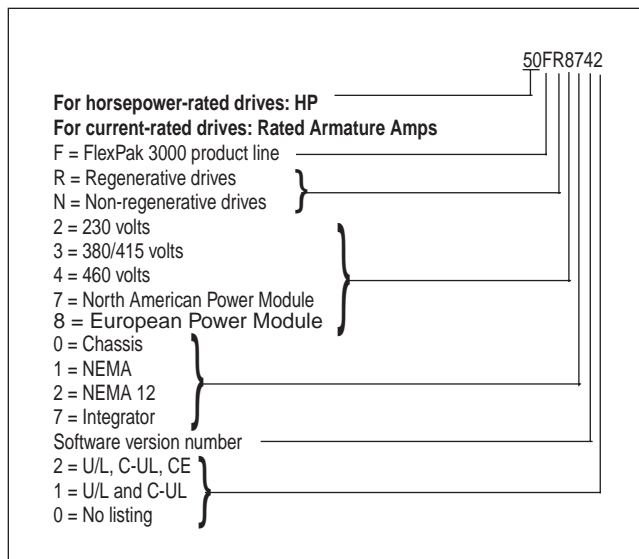 50FR8742
For horsepower-rated drives: HP
For current-rated drives: Rated Armature Amps
F = FlexPak 3000 product line
R = Regenerative drives
N = Non-regenerative drives
2 = 230 volts
3 = 380/415 volts
4 = 460 volts
7 = North American Power Module
8 = European Power Module
0 = Chassis
1 = NEMA
2 = NEMA 12
7 = Integrator
Software version number
2 = U/L, C-UL, CE
1 = U/L and C-UL
0 = No listing